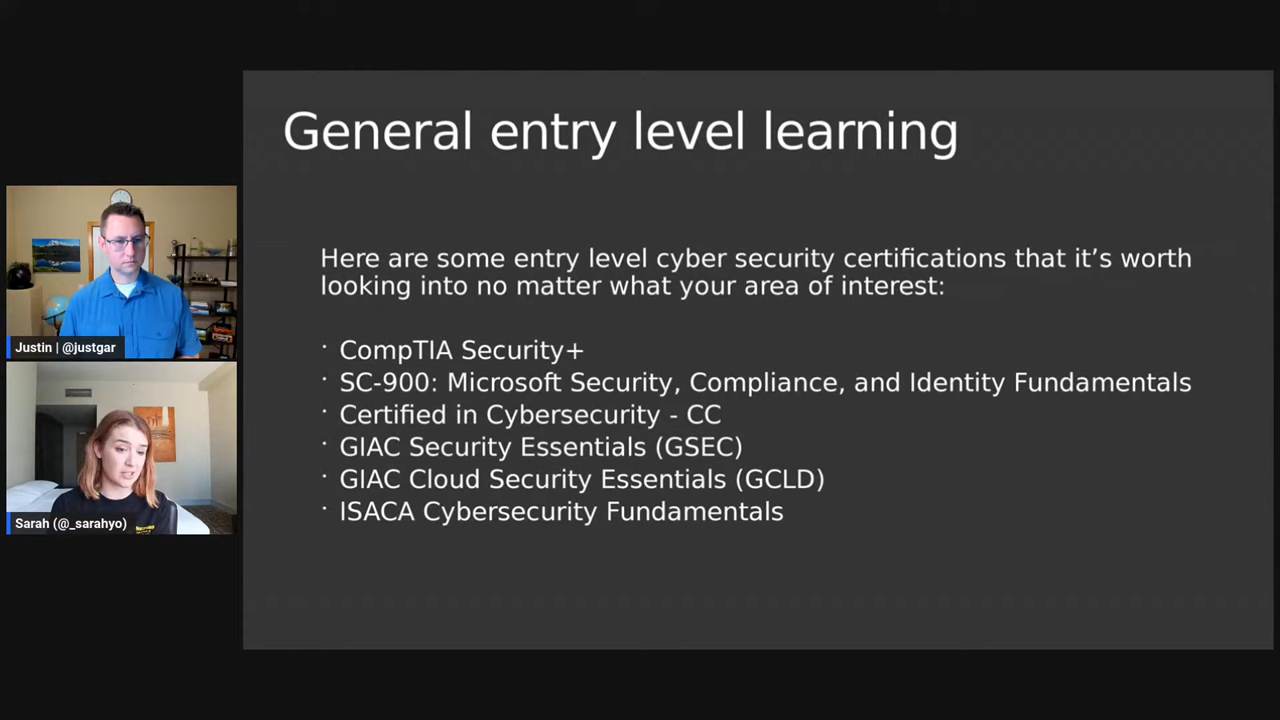 General entry level learning
Here are some entry level cyber security certifications that it’s worth
looking into no matter what your area of interest:
· CompTIA Security+
· SC-900: Microsoft Security, Compliance, and Identity Fundamentals
· Certified in Cybersecurity - CC
· GIAC Security Essentials (GSEC)
· GIAC Cloud Security Essentials (GCLD)
· ISACA Cybersecurity Fundamentals
Justin | @justgar
Sarah (@_sarahyo)